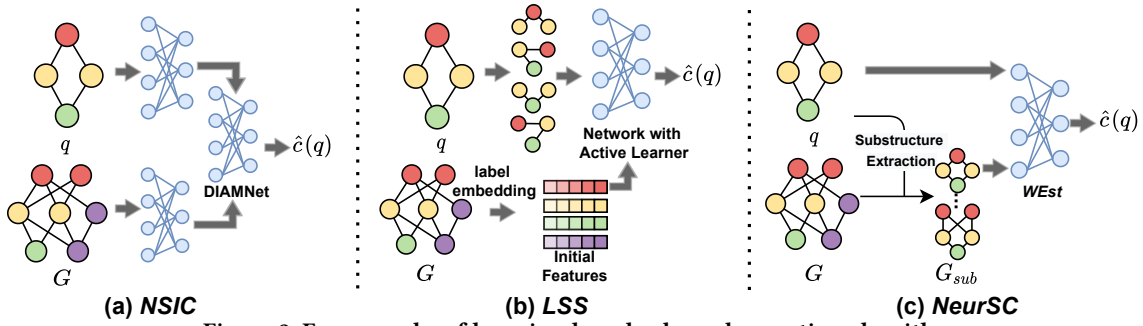 q
G
DIAMNet
ĉ(q)
(a) NSIC
q
G
label
embedding
Initial
Features
Network with
Active Learner
ĉ(q)
(b) LSS
q
G
Substructure
Extraction
G_sub
WEst
ĉ(q)
(c) NeurSC